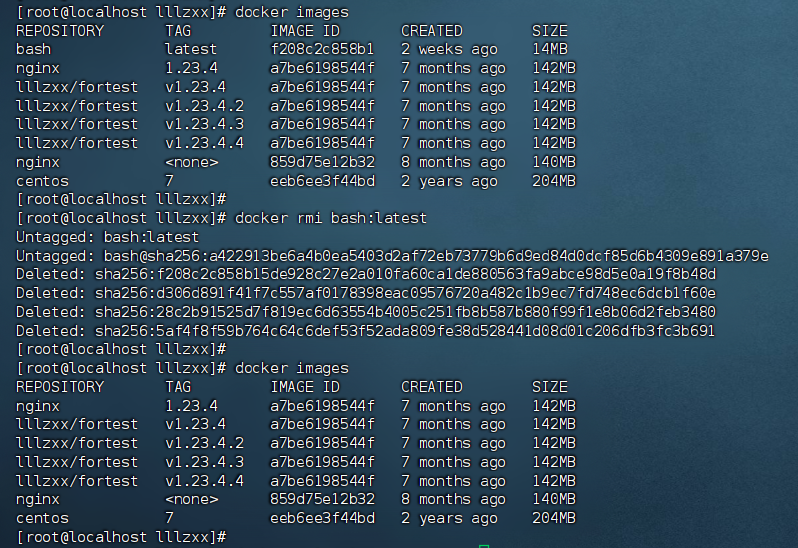 [root@localhost lllzxx]# docker images
REPOSITORY TAG IMAGE ID CREATED SIZE
bash latest f208c2c858b1 2 weeks ago 14MB
nginx 1.23.4 a7be6198544f 7 months ago 142MB
lllzxx/fortest v1.23.4 a7be6198544f 7 months ago 142MB
lllzxx/fortest v1.23.4.2 a7be6198544f 7 months ago 142MB
lllzxx/fortest v1.23.4.3 a7be6198544f 7 months ago 142MB
lllzxx/fortest v1.23.4.4 a7be6198544f 7 months ago 142MB
nginx <none> 859d75e12b32 8 months ago 140MB
centos 7 eeb6ee3f44bd 2 years ago 204MB
[root@localhost lllzxx]#
[root@localhost lllzxx]# docker rmi bash:latest
Untagged: bash:latest
Untagged: bash@sha256:a422913be6a4b0ea5403d2af72eb73779b6d9ed84d0dcf85d6b4309e891a379e
Deleted: sha256:f208c2c858b15de928c27e2a010fa60ca1de880563fa9abce98d5e0a19f8b48d
Deleted: sha256:d306d891f41f7c557af0178398eac09576720a482c1b9ec7fd748ec6dcb1f60e
Deleted: sha256:28c2b91525d7f819ec6d63554b4005c251fb8b587b880f99f1e8b06d2feb3480
Deleted: sha256:5af4f8f59b764c64c6def53f52ada809fe38d528441d08d01c206dfb3fc3b691
[root@localhost lllzxx]#
[root@localhost lllzxx]# docker images
REPOSITORY TAG IMAGE ID CREATED SIZE
nginx 1.23.4 a7be6198544f 7 months ago 142MB
lllzxx/fortest v1.23.4 a7be6198544f 7 months ago 142MB
lllzxx/fortest v1.23.4.2 a7be6198544f 7 months ago 142MB
lllzxx/fortest v1.23.4.3 a7be6198544f 7 months ago 142MB
lllzxx/fortest v1.23.4.4 a7be6198544f 7 months ago 142MB
nginx <none> 859d75e12b32 8 months ago 140MB
centos 7 eeb6ee3f44bd 2 years ago 204MB
[root@localhost lllzxx]#